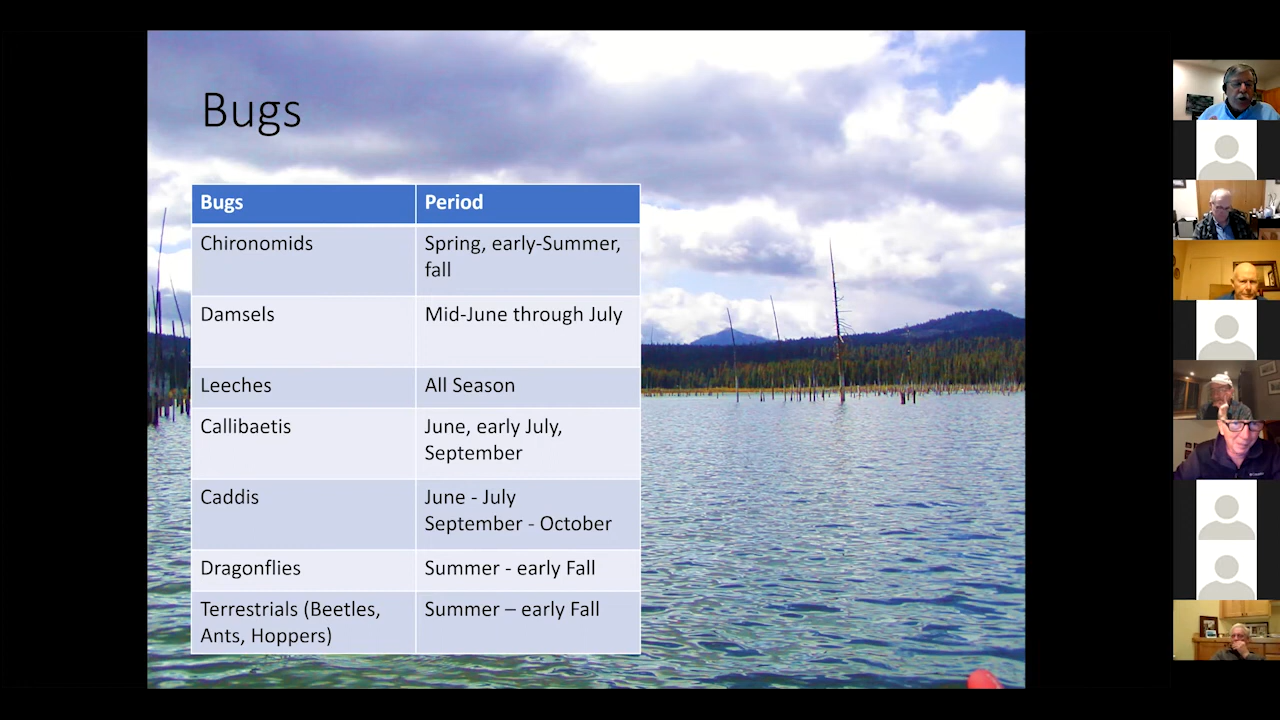 Bugs
Bugs Period
Chironomids Spring, early-Summer,
fall
Damsels Mid-June through July
Leeches All Season
Callibaetis June, early July,
September
Caddis June - July
September - October
Dragonflies Summer - early Fall
Terrestrials (Beetles, Summer – early Fall
Ants, Hoppers)